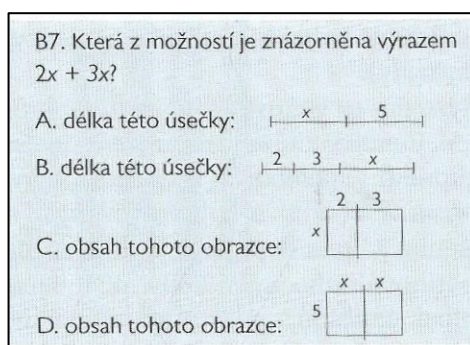 B7. Která z možností je znázorněna výrazem
2x + 3x?
A. délka této úsečky: x 5
B. délka této úsečky: 2 3 x
2 3
x
C. obsah tohoto obrazce:
x x
5
D. obsah tohoto obrazce: